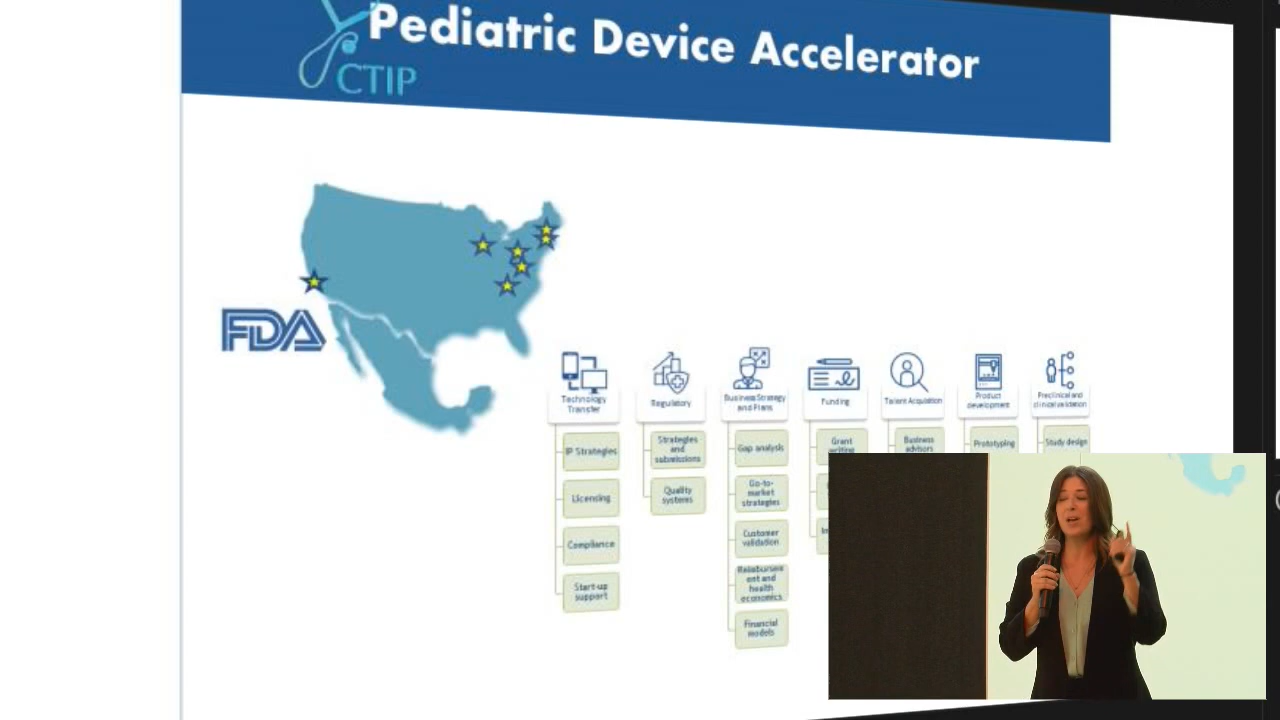 Pediatric Device Accelerator
CTIP
FDA
Technology
Transfer
Regulatory
Business Strategy
and Plans
Funding
Talent Acquisition
Product
development
Preclinical and
clinical validation
IP Strategies
Licensing
Compliance
Start-up
support
Strategies
and
submissions
Quality
systems
Gap analysis
Go-to-
market
strategies
Customer
validation
Reimbursem
ent and
health
economics
Financial
models
Grant
writing
Business
advisors
Prototyping
Study design